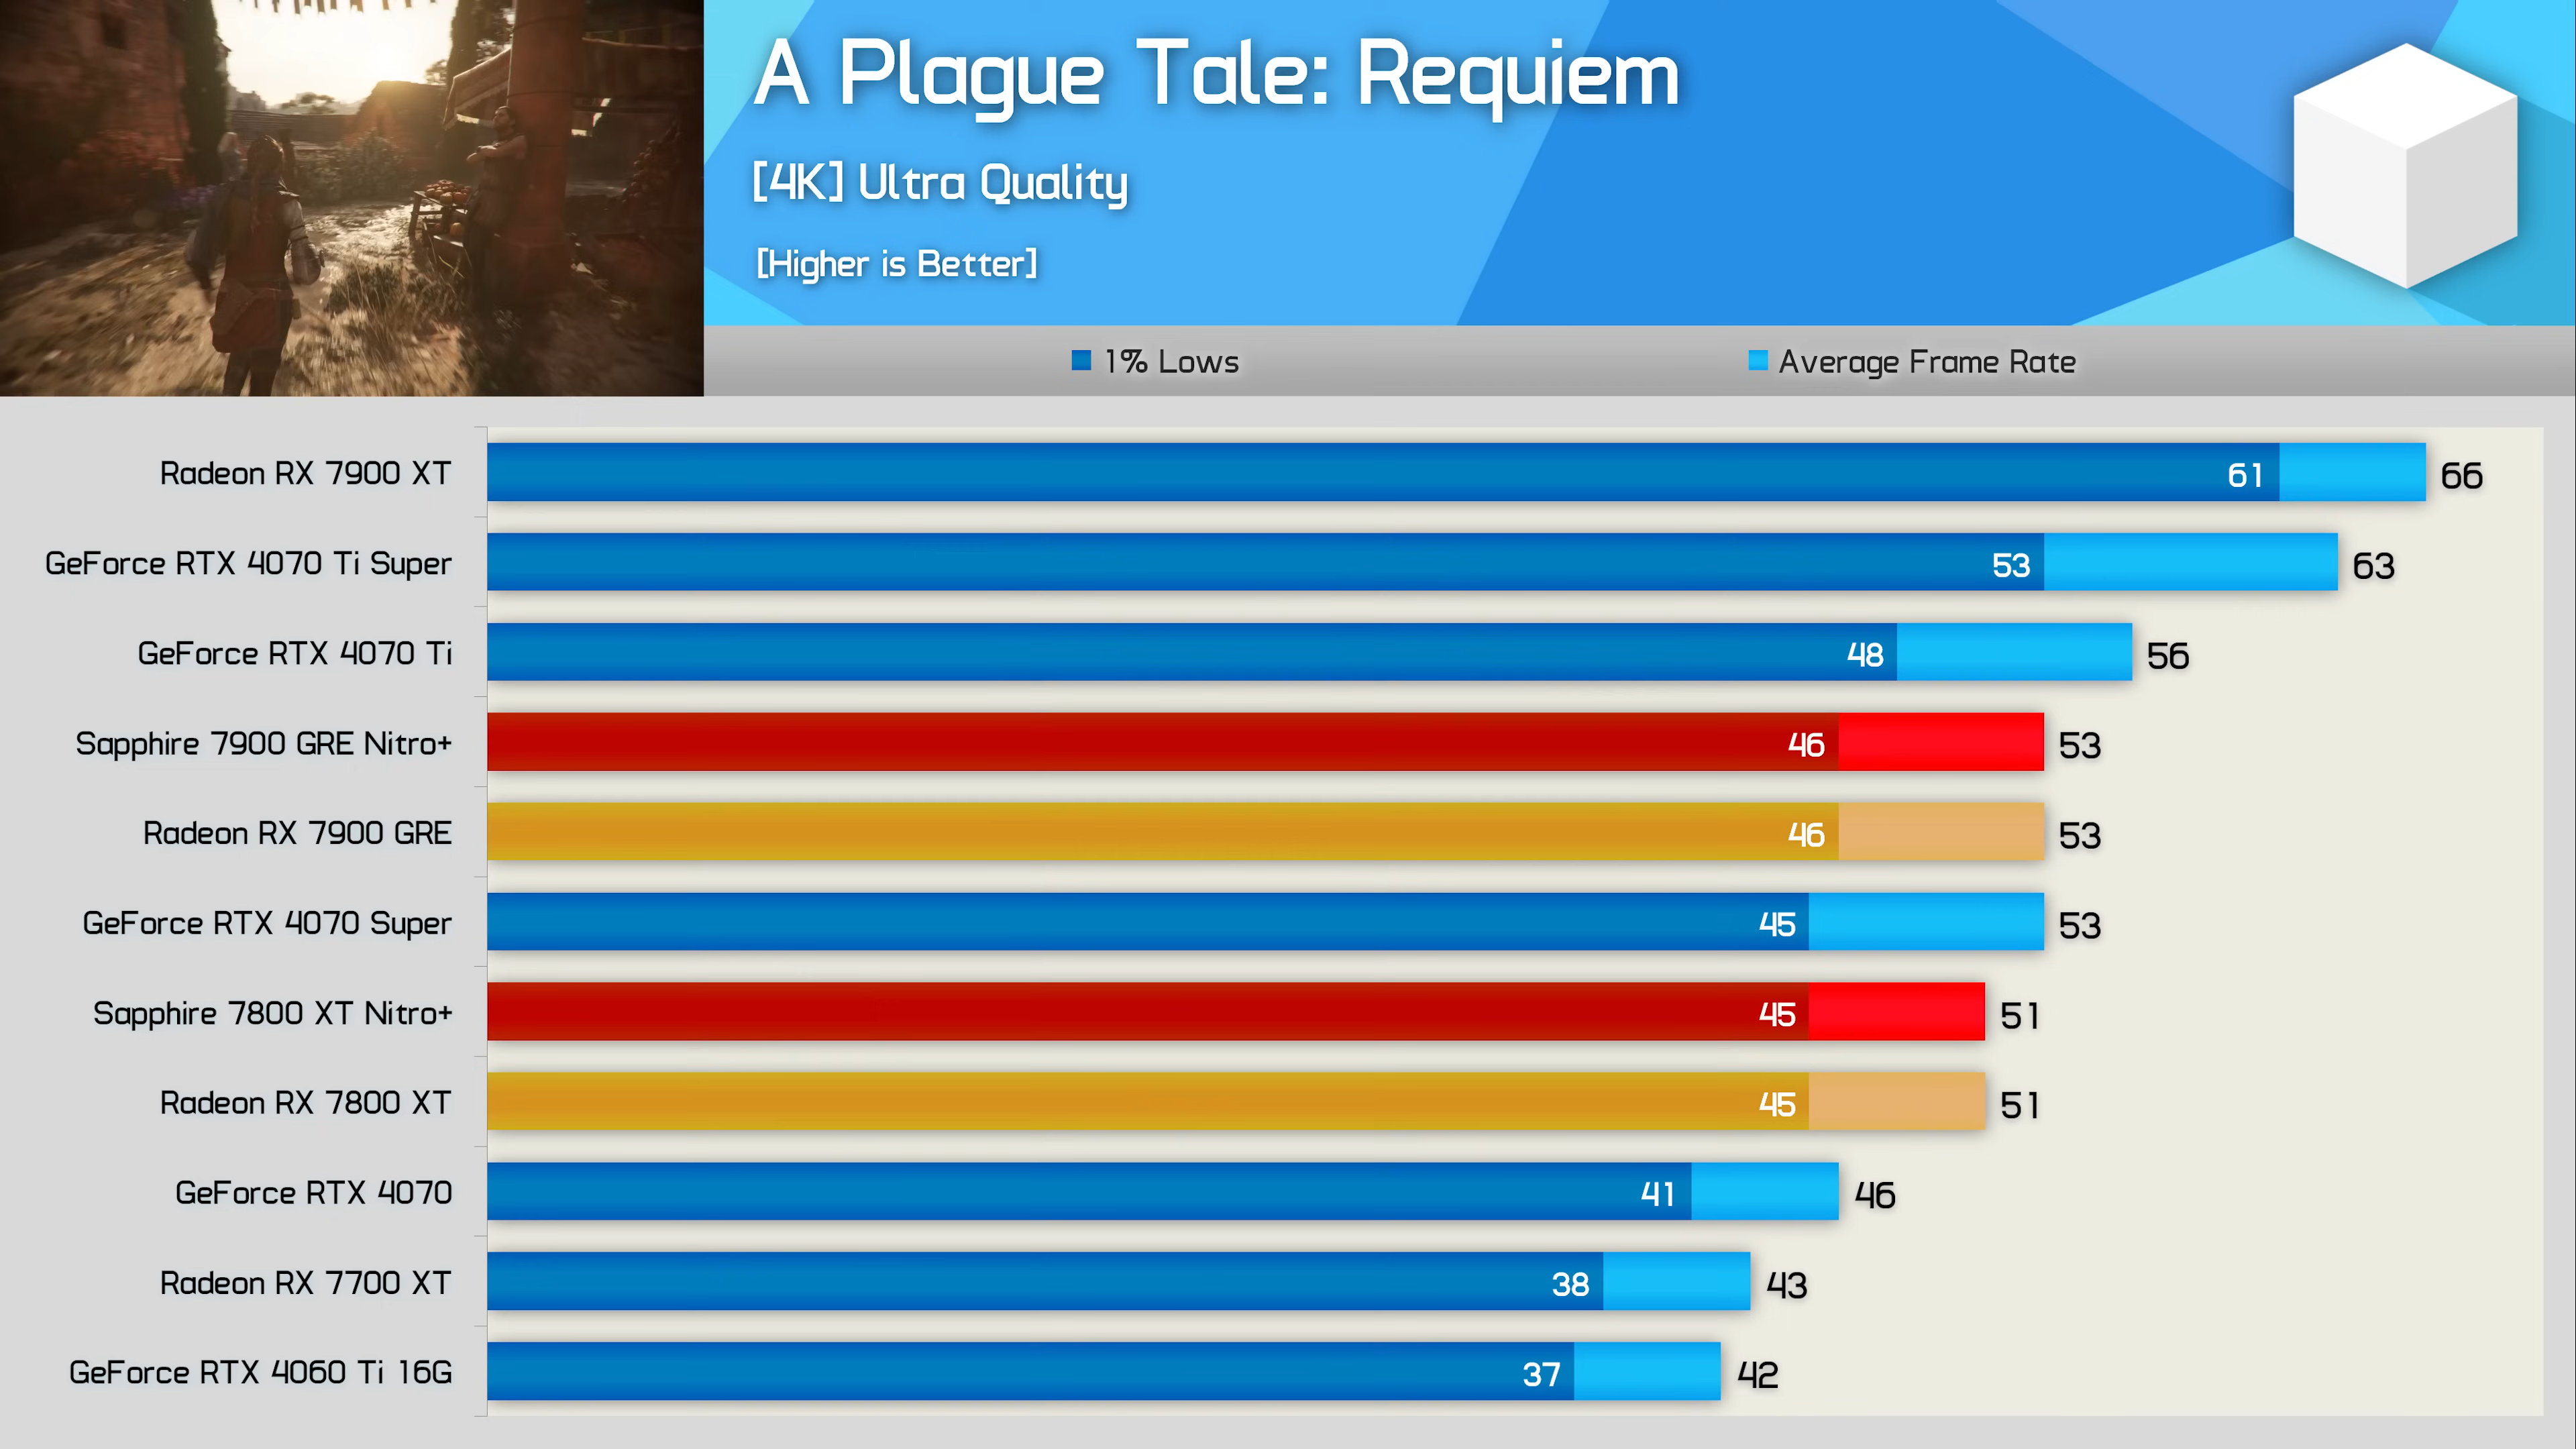 A Plague Tale: Requiem
[4K] Ultra Quality
[Higher is Better]
1% Lows
Average Frame Rate
Radeon RX 7900 XT 61 66
GeForce RTX 4070 Ti Super 53 63
GeForce RTX 4070 Ti 48 56
Sapphire 7900 GRE Nitro+ 46 53
Radeon RX 7900 GRE 46 53
GeForce RTX 4070 Super 45 53
Sapphire 7800 XT Nitro+ 45 51
Radeon RX 7800 XT 45 51
GeForce RTX 4070 41 46
Radeon RX 7700 XT 38 43
GeForce RTX 4060 Ti 16G 37 42